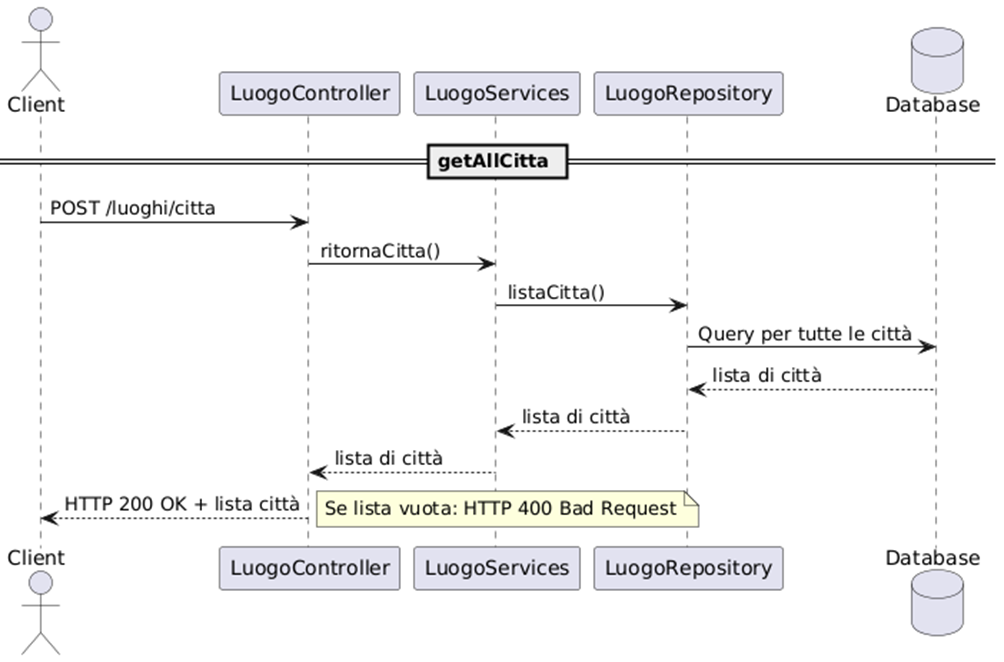 Client
LuogoController
LuogoServices
LuogoRepository
Database
getAllCitta
POST /luoghi/citta
ritornaCitta()
listaCitta()
Query per tutte le città
lista di città
lista di città
lista di città
HTTP 200 OK + lista città
Se lista vuota: HTTP 400 Bad Request
Client
LuogoController
LuogoServices
LuogoRepository
Database